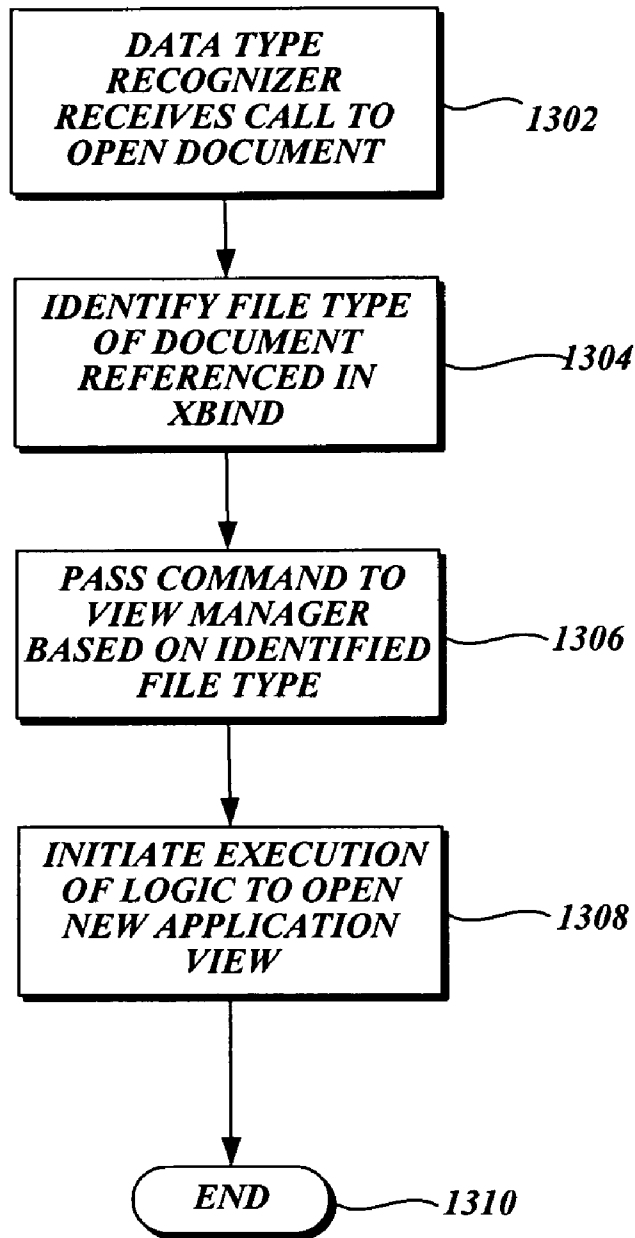 DATA TYPE
RECOGNIZER
RECEIVES CALL TO
OPEN DOCUMENT
1302
IDENTIFY FILE TYPE
OF DOCUMENT
REFERENCED IN
XBIND
1304
PASS COMMAND TO
VIEW MANAGER
BASED ON IDENTIFIED
FILE TYPE
1306
INITIATE EXECUTION
OF LOGIC TO OPEN
NEW APPLICATION
VIEW
1308
END
1310